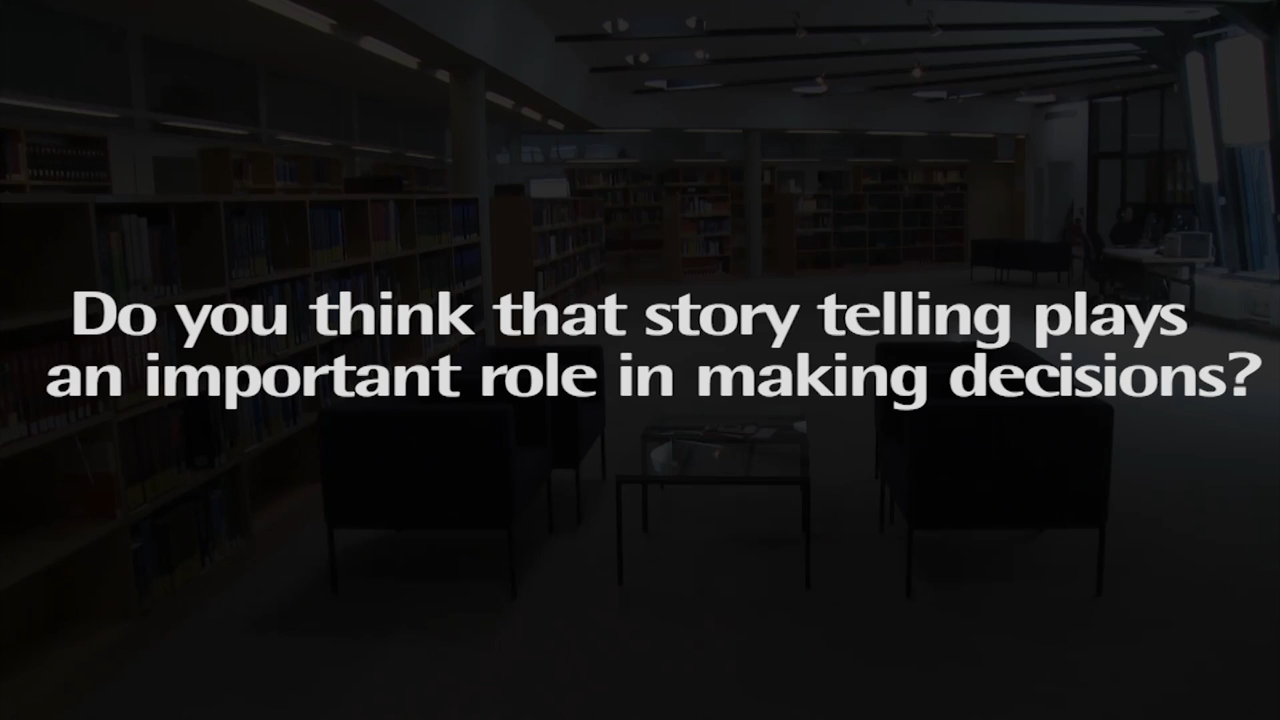 Do you think that story telling plays
an important role in making decisions?